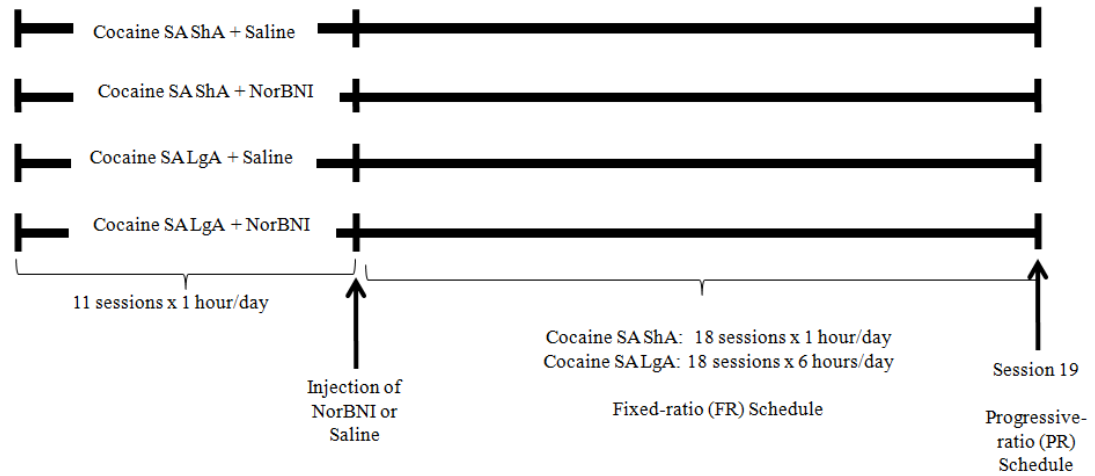 Cocaine SA ShA + Saline
Cocaine SA ShA + NorBNI
Cocaine SA LgA + Saline
Cocaine SA LgA + NorBNI
11 sessions x 1 hour/day
Injection of
NorBNI or
Saline
Cocaine SA ShA: 18 sessions x 1 hour/day
Cocaine SA LgA: 18 sessions x 6 hours/day
Fixed-ratio (FR) Schedule
Session 19
Progressive-
ratio (PR)
Schedule